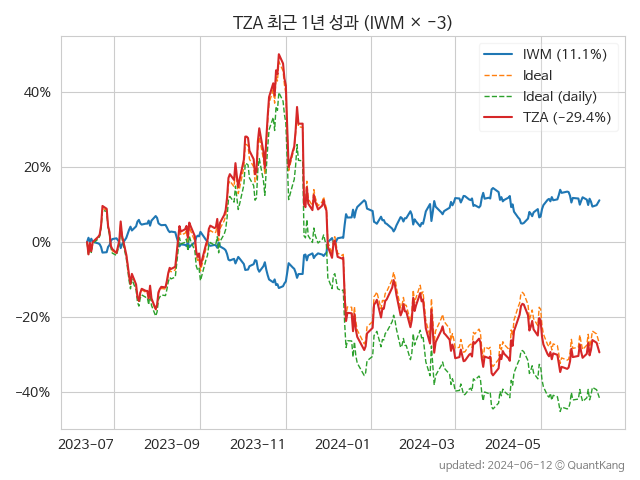 TZA 최근 1년 성과 (IWM × −3)
IWM (11.1%)
Ideal
Ideal (daily)
TZA (−29.4%)
40%
20%
0%
−20%
−40%
2023-07 2023-09 2023-11 2024-01 2024-03 2024-05
updated: 2024-06-12 © QuantKang